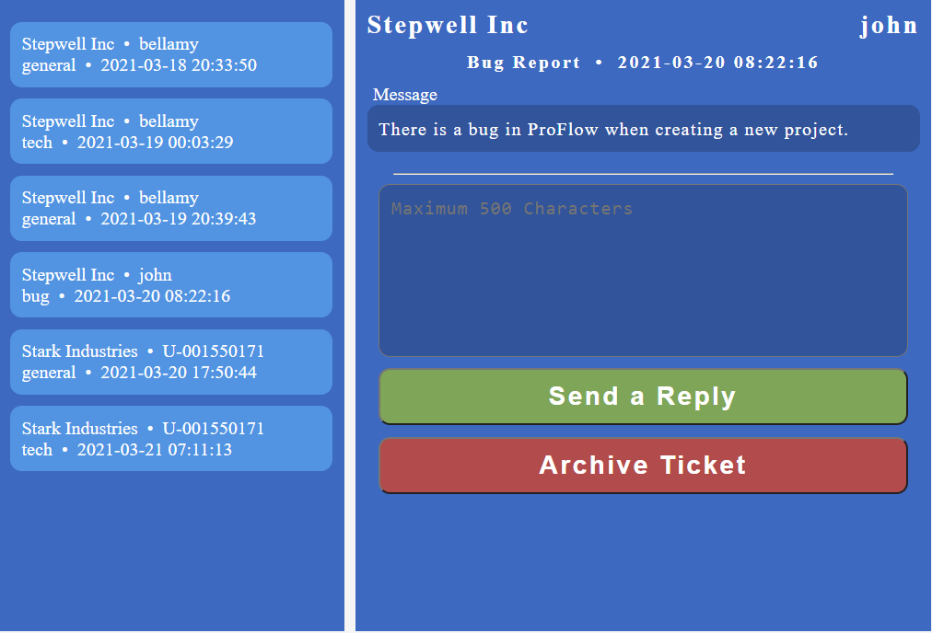 Stepwell Inc • bellamy
general • 2021-03-18 20:33:50
Stepwell Inc • bellamy
tech • 2021-03-19 00:03:29
Stepwell Inc • bellamy
general • 2021-03-19 20:39:43
Stepwell Inc • john
bug • 2021-03-20 08:22:16
Stark Industries • U-001550171
general • 2021-03-20 17:50:44
Stark Industries • U-001550171
tech • 2021-03-21 07:11:13
Stepwell Inc john
Bug Report • 2021-03-20 08:22:16
Message
There is a bug in ProFlow when creating a new project.
Maximum 500 Characters
Send a Reply
Archive Ticket